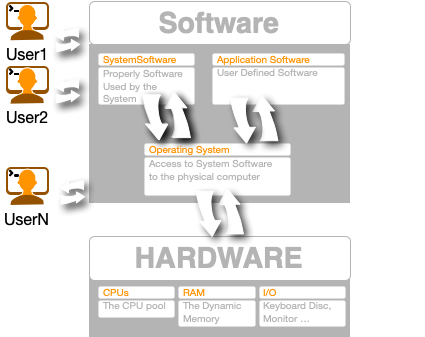 Software
User1
SystemSoftware
Properly Software
Used by the
System
Application Software
User Defined Software
User2
Operating System
Access to System Software
to the physical computer
UserN
HARDWARE
CPUs
The CPU pool
RAM
The Dynamic
Memory
I/O
Keyboard Disc,
Monitor ...